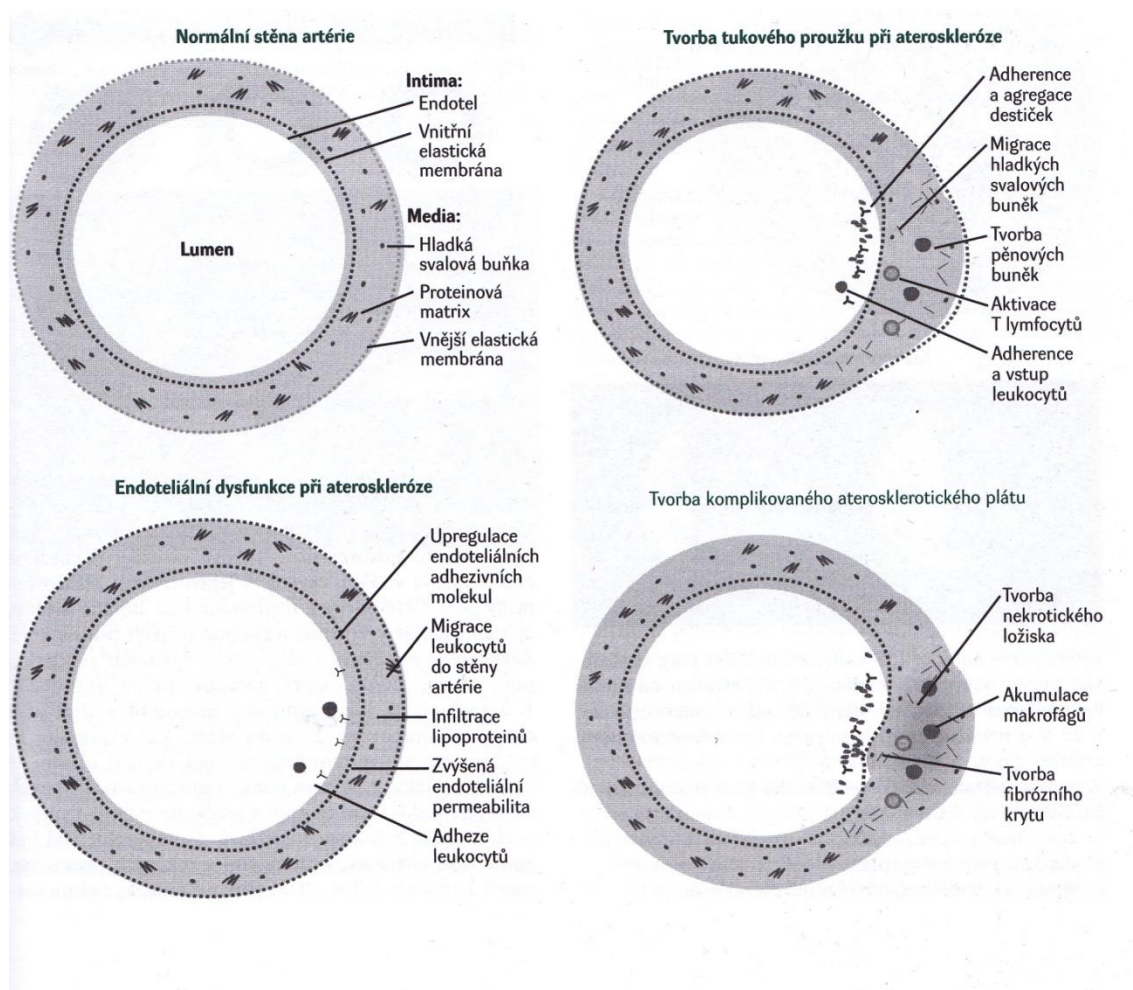 Normální stěna artérie
Intima:
Endotel
Vnitřní
elastická
membrána
Media:
Hladká
svalová buňka
Proteinová
matrix
Vnější elastická
membrána
Lumen
Tvorba tukového proužku při ateroskleróze
Adherence
a agregace
destiček
Migrace
hladkých
svalových
buněk
Tvorba
pěnových
buněk
Aktivace
T lymfocytů
Adherence
a vstup
leukocytů
Endoteliální dysfunkce při ateroskleróze
Upregulace
endoteliálních
adhezivních
molekul
Migrace
leukocytů
do stěny
artérie
Infiltrace
lipoproteinů
Zvýšená
endoteliální
permeabilita
Adheze
leukocytů
Tvorba komplikovaného aterosklerotického plátu
Tvorba
nekrotického
ložiska
Akumulace
makrofágů
Tvorba
fibrózního
krytu